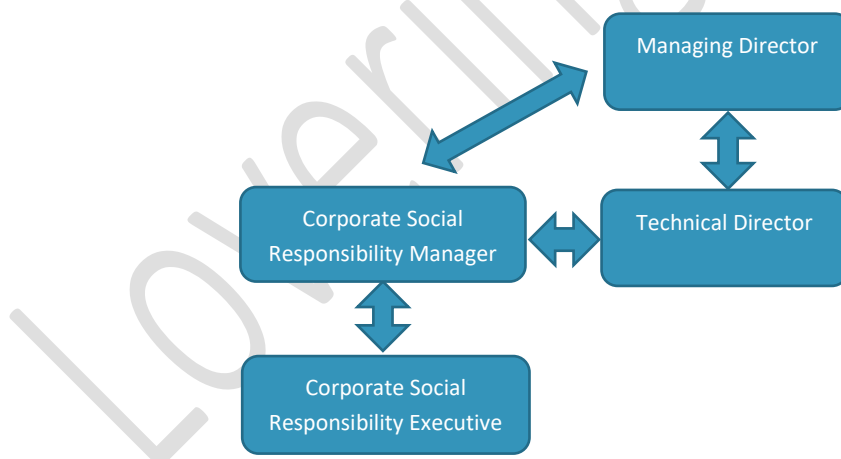 Managing Director
Corporate Social
Responsibility Manager
Technical Director
Corporate Social
Responsibility Executive